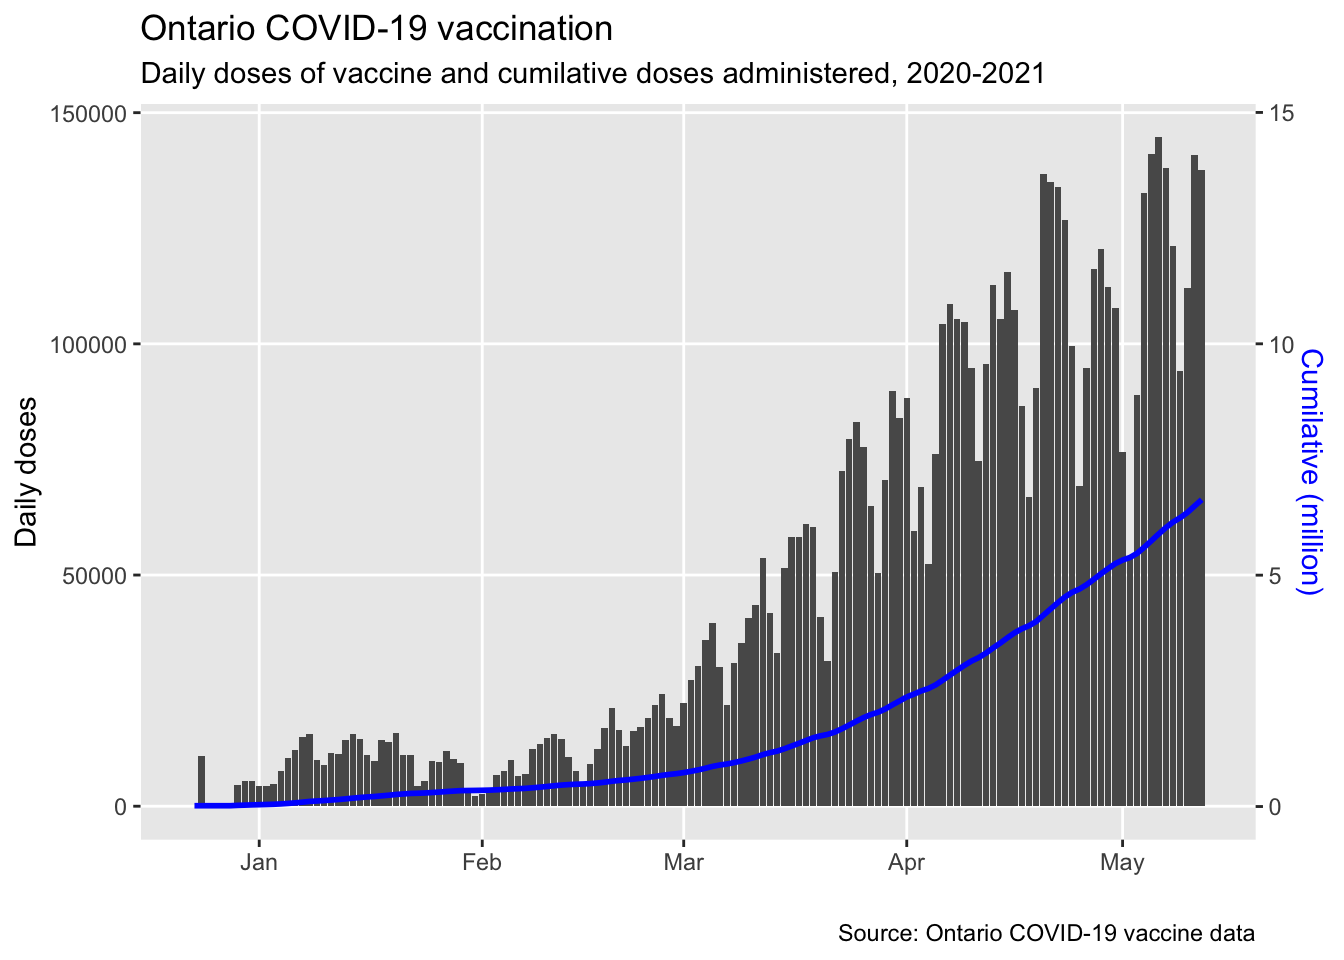 Ontario COVID-19 vaccination
Daily doses of vaccine and cumilative doses administered, 2020-2021
150000
100000
50000
0
Daily doses
15
10
5
0
Cumilative (million)
Jan
Feb
Mar
Apr
May
Source: Ontario COVID-19 vaccine data